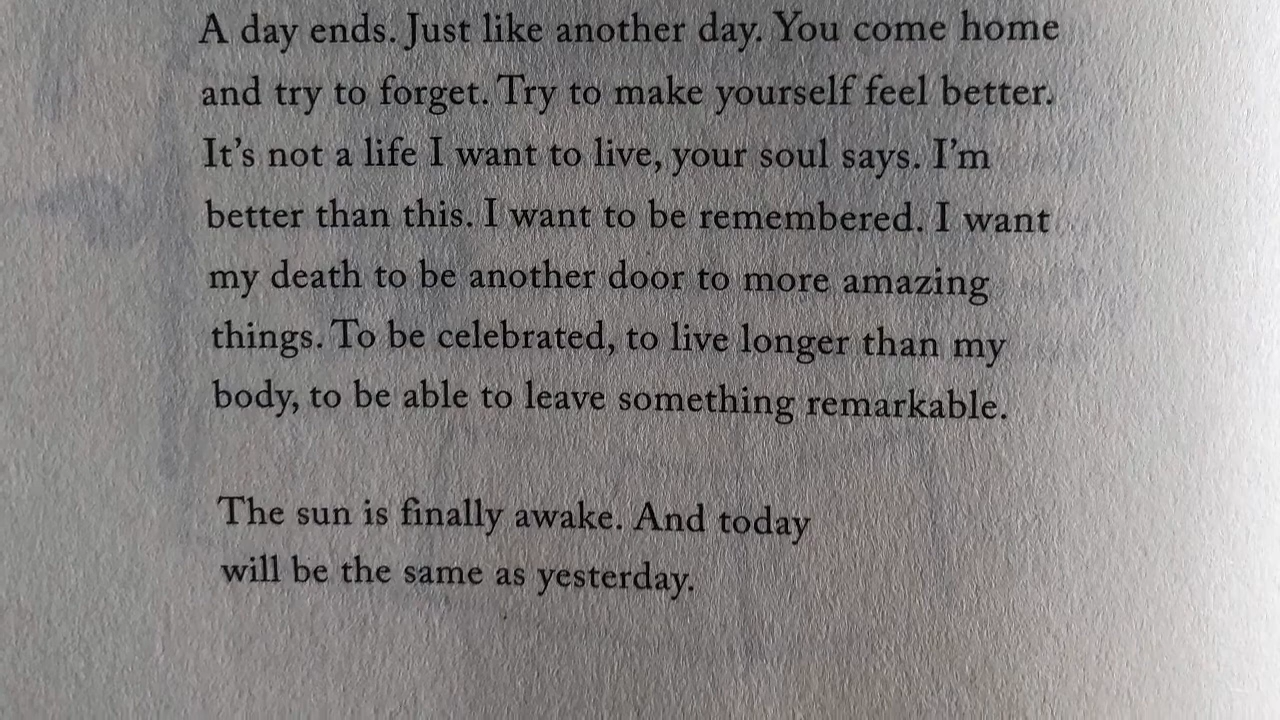 A day ends. Just like another day. You come home
and try to forget. Try to make yourself feel better.
It's not a life I want to live, your soul says. I'm
better than this. I want to be remembered. I want
my death to be another door to more amazing
things. To be celebrated, to live longer than my
body, to be able to leave something remarkable.
The sun is finally awake. And today
will be the same as yesterday.